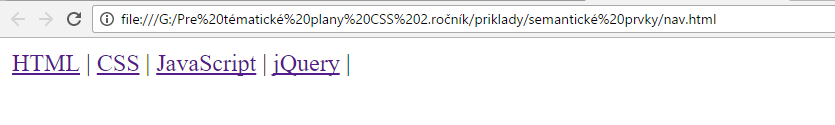 file:///G:/Pre%20tématické%20plany%20CSS%202.ročník/priklady/semantické%20prvky/nav.html
HTML | CSS | JavaScript | jQuery |